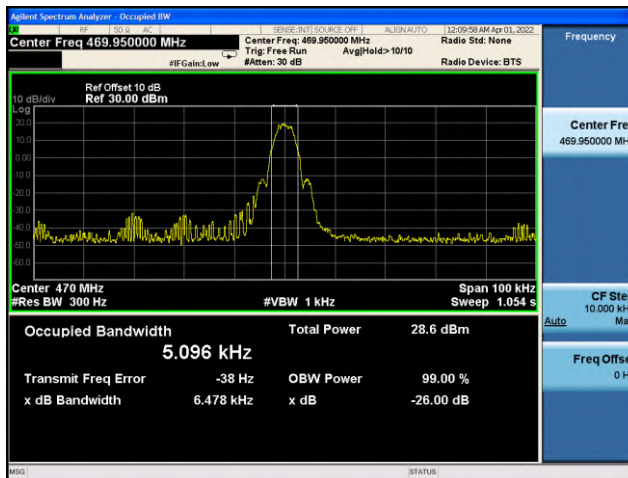 Agilent Spectrum Analyzer - Occupied BW
RF 50 Ω AC SENSE:INT SOURCE OFF ALIGNAUTO 12:09:58 AM Apr 01, 2022
Center Freq 469.950000 MHz
Center Freq: 469.950000 MHz
Radio Std: None
Trig: Free Run Avg|Hold:> 10/10
#IFGain:Low #Atten: 30 dB Radio Device: BTS
Frequency
Ref Offset 10 dB
10 dB/div Ref 30.00 dBm
Log
20.0
10.0
0.00
-10.0
-20.0
-30.0
-40.0
-50.0
-60.0
Center Fre
469.950000 MH
Center 470 MHz Span 100 kHz
#Res BW 300 Hz #VBW 1 kHz Sweep 1.054 s
CF Ste
10.000 kH
Auto Ma
Occupied Bandwidth Total Power 28.6 dBm
5.096 kHz
Freq Offse
0 H
Transmit Freq Error -38 Hz OBW Power 99.00 %
x dB Bandwidth 6.478 kHz x dB -26.00 dB
MSG STATUS